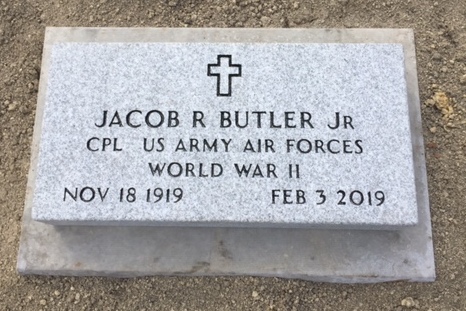 JACOB R BUTLER JR
CPL US ARMY AIR FORCES
WORLD WAR II
NOV 18 1919 FEB 3 2019